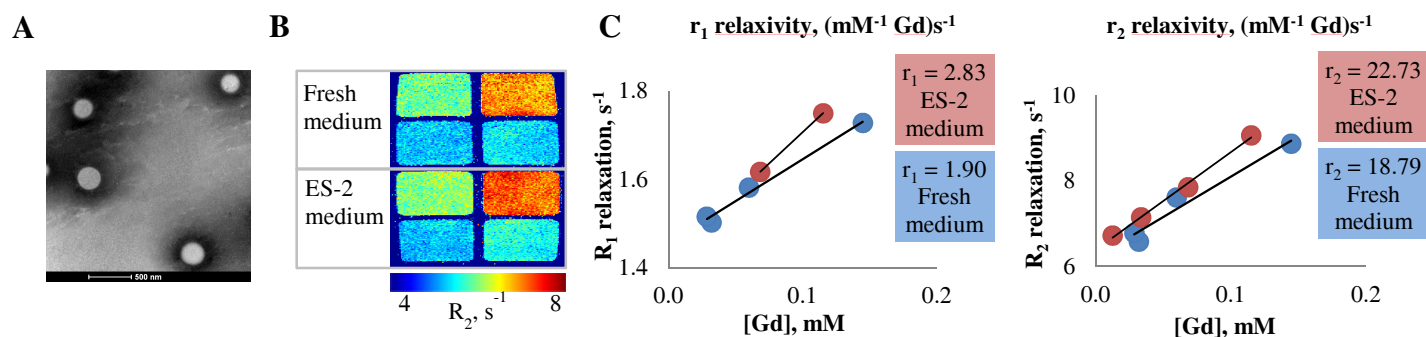 A
500 nm
B
Fresh
medium
ES-2
medium
4
8
R2, s-1
C
r1 relaxivity, (mM-1 Gd)s-1
R1 relaxation, s-1
1.8
1.6
1.4
0.0
0.1
0.2
[Gd], mM
r1 = 2.83
ES-2
medium
r1 = 1.90
Fresh
medium
r2 relaxivity, (mM-1 Gd)s-1
R2 relaxation, s-1
10
8
6
0.0
0.1
0.2
[Gd], mM
r2 = 22.73
ES-2
medium
r2 = 18.79
Fresh
medium